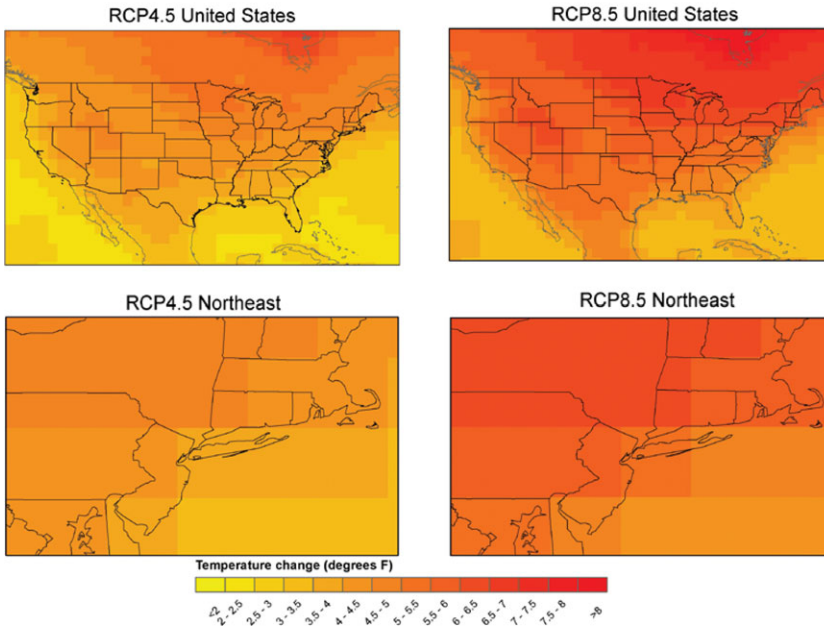 RCP4.5 United States
RCP8.5 United States
RCP4.5 Northeast
RCP8.5 Northeast
Temperature change (degrees F)
<2
2 - 2.5
2.5 - 3
3 - 3.5
3.5 - 4
4 - 4.5
4.5 - 5
5 - 5.5
5.5 - 6
6 - 6.5
6.5 - 7
7 - 7.5
7.5 - 8
>8